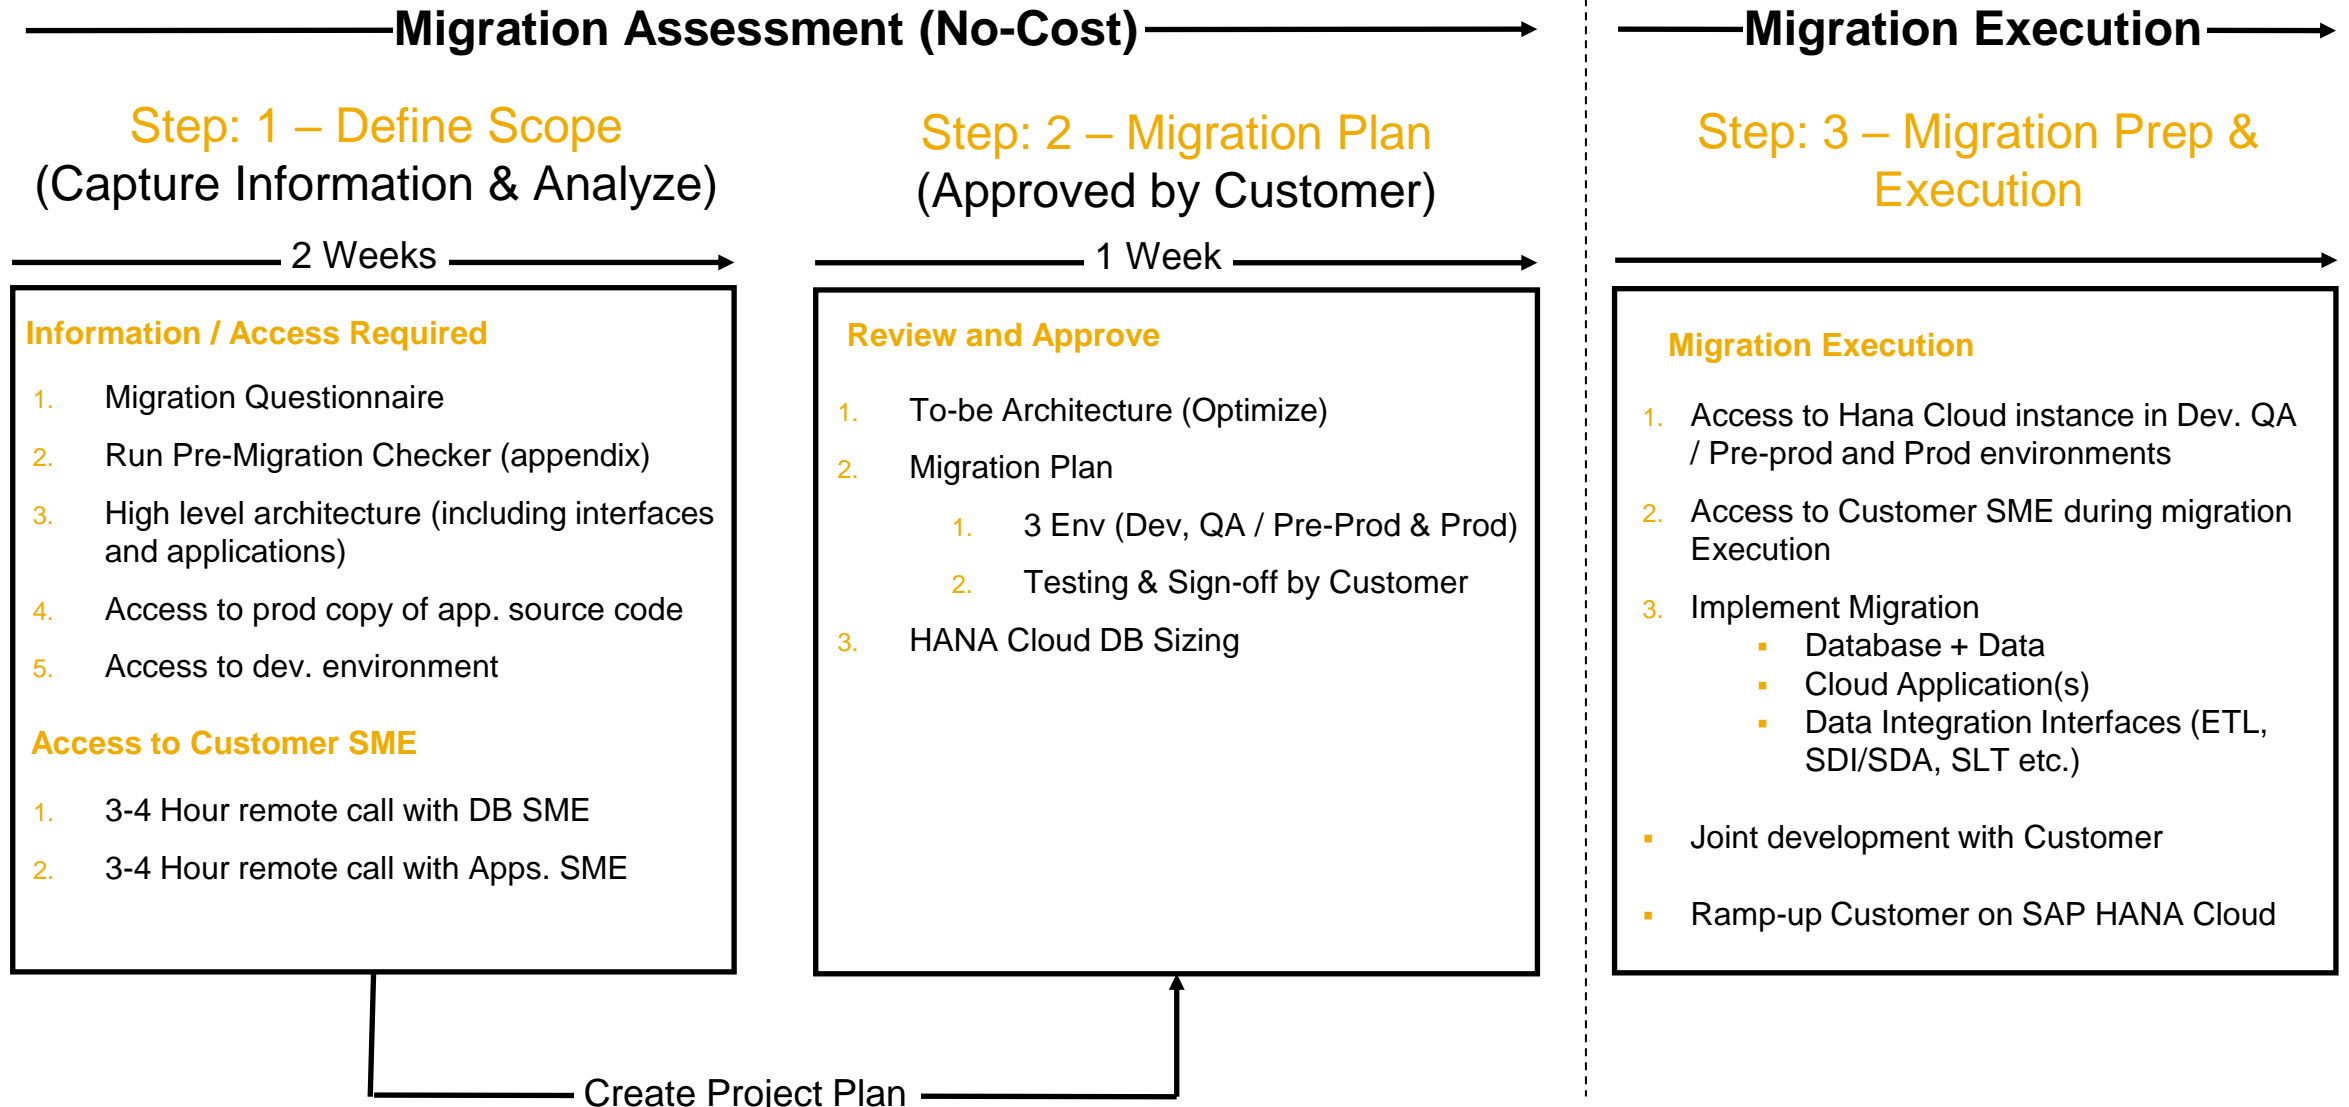 Migration Assessment (No-Cost)
Migration Execution
Step: 1 – Define Scope
(Capture Information & Analyze)
2 Weeks
Information / Access Required
1. Migration Questionnaire
2. Run Pre-Migration Checker (appendix)
3. High level architecture (including interfaces
and applications)
4. Access to prod copy of app. source code
5. Access to dev. environment
Access to Customer SME
1. 3-4 Hour remote call with DB SME
2. 3-4 Hour remote call with Apps. SME
Create Project Plan
Step: 2 – Migration Plan
(Approved by Customer)
1 Week
Review and Approve
1. To-be Architecture (Optimize)
2. Migration Plan
1. 3 Env (Dev, QA / Pre-Prod & Prod)
2. Testing & Sign-off by Customer
3. HANA Cloud DB Sizing
Step: 3 – Migration Prep &
Execution
Migration Execution
1. Access to Hana Cloud instance in Dev. QA
/ Pre-prod and Prod environments
2. Access to Customer SME during migration
Execution
3. Implement Migration
▪ Database + Data
▪ Cloud Application(s)
▪ Data Integration Interfaces (ETL,
SDI/SDA, SLT etc.)
▪ Joint development with Customer
▪ Ramp-up Customer on SAP HANA Cloud